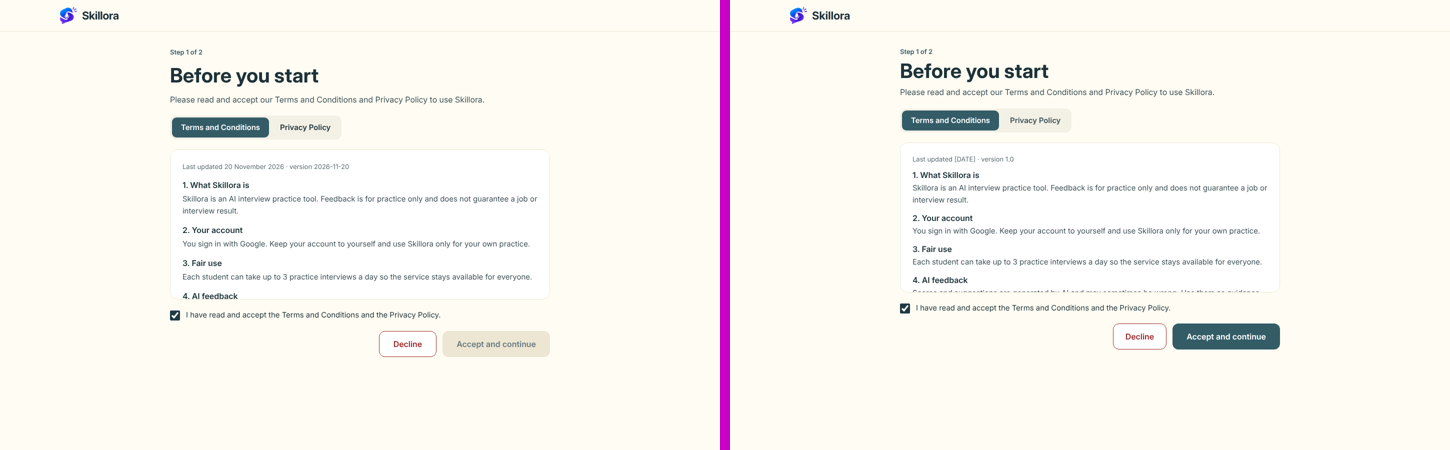 Skillora
Step 1 of 2
Before you start
Please read and accept our Terms and Conditions and Privacy Policy to use Skillora.
Terms and Conditions
Privacy Policy
Last updated 20 November 2026 · version 2026-11-20
1. What Skillora is
Skillora is an AI interview practice tool. Feedback is for practice only and does not guarantee a job or
interview result.
2. Your account
You sign in with Google. Keep your account to yourself and use Skillora only for your own practice.
3. Fair use
Each student can take up to 3 practice interviews a day so the service stays available for everyone.
4. AI feedback
I have read and accept the Terms and Conditions and the Privacy Policy.
Decline
Accept and continue
Skillora
Step 1 of 2
Before you start
Please read and accept our Terms and Conditions and Privacy Policy to use Skillora.
Terms and Conditions
Privacy Policy
Last updated [DATE] · version 1.0
1. What Skillora is
Skillora is an AI interview practice tool. Feedback is for practice only and does not guarantee a job or
interview result.
2. Your account
You sign in with Google. Keep your account to yourself and use Skillora only for your own practice.
3. Fair use
Each student can take up to 3 practice interviews a day so the service stays available for everyone.
4. AI feedback
I have read and accept the Terms and Conditions and the Privacy Policy.
Decline
Accept and continue